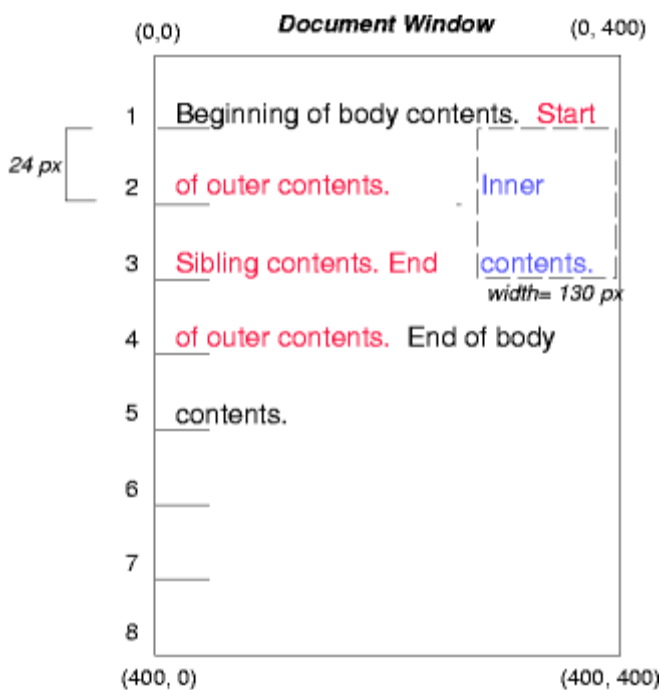 Document Window
(0,0) (0, 400)
1 Beginning of body contents. Start
24 px
2 of outer contents. Inner
3 Sibling contents. End contents.
width= 130 px
4 of outer contents. End of body
5 contents.
6
7
8
(400, 0) (400, 400)